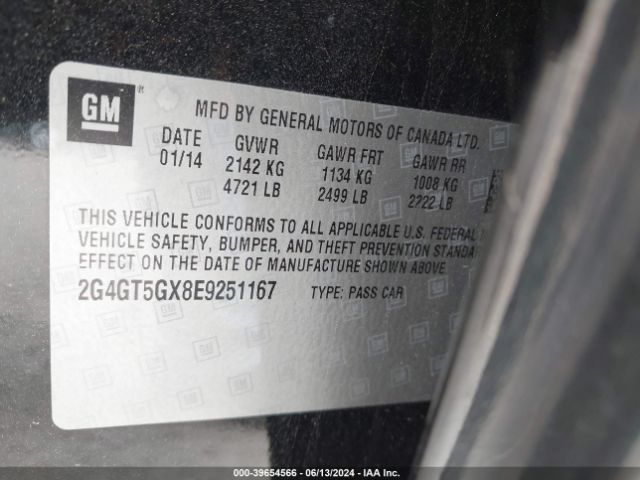 GM
MFD BY GENERAL MOTORS OF CANADA LTD.
DATE GVWR GAWR FRT GAWR RR
01/14 2142 KG 1134 KG 1008 KG
4721 LB 2499 LB 2222 LB
THIS VEHICLE CONFORMS TO ALL APPLICABLE U.S. FEDERAL
VEHICLE SAFETY, BUMPER, AND THEFT PREVENTION STANDA
EFFECT ON THE DATE OF MANUFACTURE SHOWN ABOVE.
2G4GT5GX8E9251167 TYPE: PASS CAR
000-39654566 - 06/13/2024 - IAA Inc.